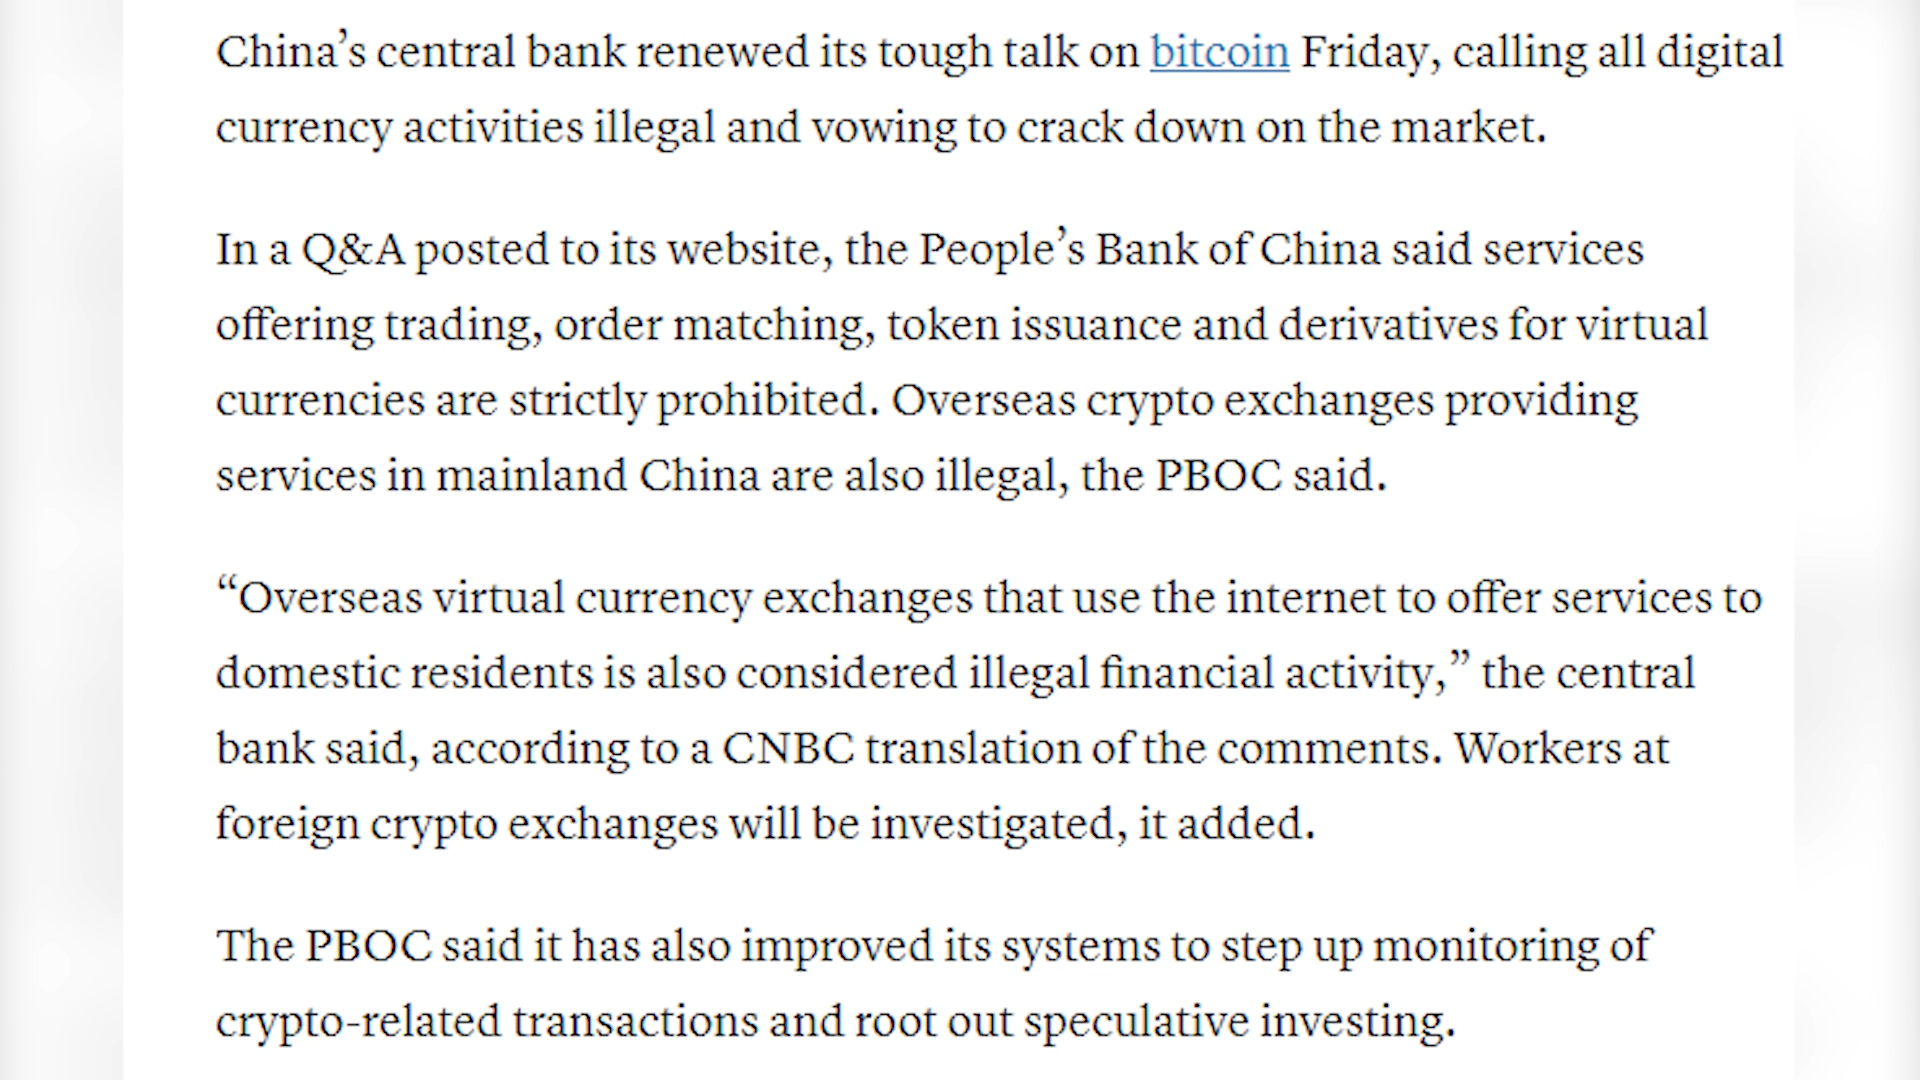 China’s central bank renewed its tough talk on bitcoin Friday, calling all digital
currency activities illegal and vowing to crack down on the market.
In a Q&A posted to its website, the People’s Bank of China said services
offering trading, order matching, token issuance and derivatives for virtual
currencies are strictly prohibited. Overseas crypto exchanges providing
services in mainland China are also illegal, the PBOC said.
“Overseas virtual currency exchanges that use the internet to offer services to
domestic residents is also considered illegal financial activity,” the central
bank said, according to a CNBC translation of the comments. Workers at
foreign crypto exchanges will be investigated, it added.
The PBOC said it has also improved its systems to step up monitoring of
crypto-related transactions and root out speculative investing.